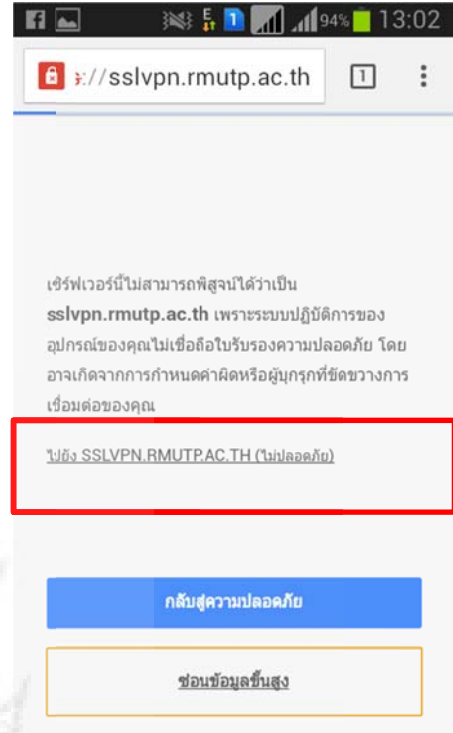 94% 13:02
://sslvpn.rmutp.ac.th 1
เซิร์ฟเวอร์นี้ไม่สามารถพิสูจน์ได้ว่าเป็น
sslvpn.rmutp.ac.th เพราะระบบปฏิบัติการของ
อุปกรณ์ของคุณไม่เชื่อถือใบรับรองความปลอดภัย โดย
อาจเกิดจากการกำหนดค่าผิดหรือผู้บุกรุกที่ขัดขวางการ
เชื่อมต่อของคุณ
ไปยัง SSLVPN.RMUTP.AC.TH (ไม่ปลอดภัย)
กลับสู่ความปลอดภัย
ซ่อนข้อมูลขั้นสูง